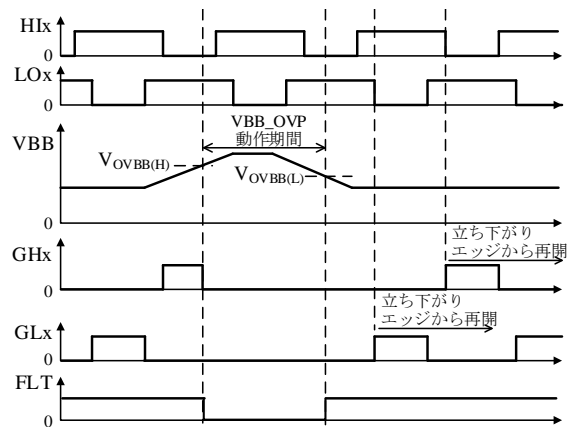 HIx
0
LOx
0
VBB_OVP
動作期間
VBB
VOVBB(H)
VOVBB(L)
0
立ち下がり
エッジから再開
GHx
0
立ち下がり
エッジから再開
GLx
0
FLT
0